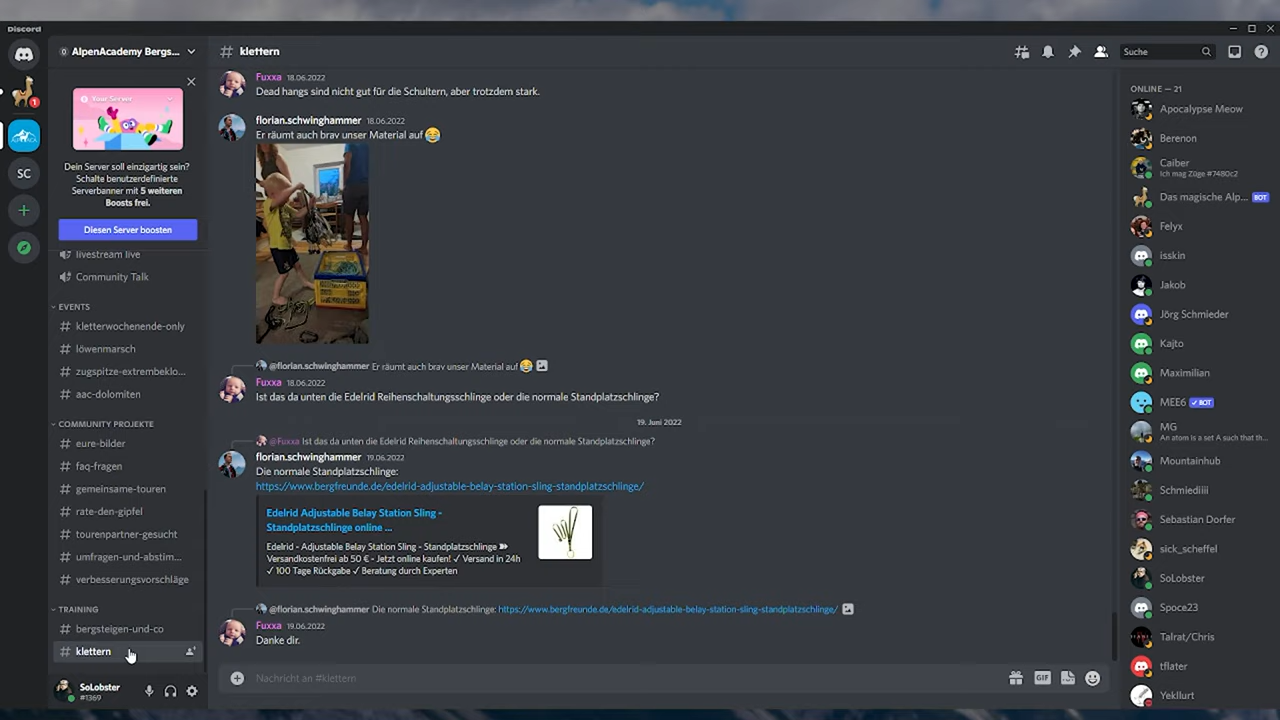 Discord
AlpenAcademy Bergs...
Your Server
Dein Server soll einzigartig sein?
Schalte benutzerdefinierte
Serverbanner mit 5 weiteren
Boosts frei.
Diesen Server boosten
1
SC
livestream live
Community Talk
EVENTS
# kletterwochenende-only
# löwenmarsch
# zugspitze-extrembeklo...
# aac-dolomiten
COMMUNITY PROJEKTE
# eure-bilder
# faq-fragen
# gemeinsame-touren
# rate-den-gipfel
# tourenpartner-gesucht
# umfragen-und-abstim...
# verbesserungsvorschläge
TRAINING
# bergsteigen-und-co
# klettern
SoLobster
#1369
# klettern
Suche
Fuxxa 18.06.2022
Dead hangs sind nicht gut für die Schultern, aber trotzdem stark.
florian.schwinghammer 18.06.2022
Er räumt auch brav unser Material auf 😂
@florian.schwinghammer Er räumt auch brav unser Material auf 😂
Fuxxa 18.06.2022
Ist das da unten die Edelrid Reihenschaltungsschlinge oder die normale Standplatzschlinge?
19. Juni 2022
@Fuxxa Ist das da unten die Edelrid Reihenschaltungsschlinge oder die normale Standplatzschlinge?
florian.schwinghammer 19.06.2022
Die normale Standplatzschlinge:
https://www.bergfreunde.de/edelrid-adjustable-belay-station-sling-standplatzschlinge/
Edelrid Adjustable Belay Station Sling -
Standplatzschlinge online ...
Edelrid - Adjustable Belay Station Sling - Standplatzschlinge ⋙
Versandkostenfrei ab 50 € - Jetzt online kaufen! ✓ Versand in 24h
✓ 100 Tage Rückgabe ✓ Beratung durch Experten
@florian.schwinghammer Die normale Standplatzschlinge: https://www.bergfreunde.de/edelrid-adjustable-belay-station-sling-standplatzschlinge/
Fuxxa 19.06.2022
Danke dir.
Nachricht an #klettern
GIF
ONLINE — 21
Apocalypse Meow
Berenon
Caiber
Ich mag Züge #7480c2
Das magische Alp... BOT
Felyx
isskin
Jakob
Jörg Schmieder
Kajto
Maximilian
MEE6 ✓ BOT
MG
An atom is a set A such that th...
Mountainhub
Schmiediiii
Sebastian Dorfer
sick_scheffel
SoLobster
Spoce23
Talrat/Chris
tflater
Yekllurt